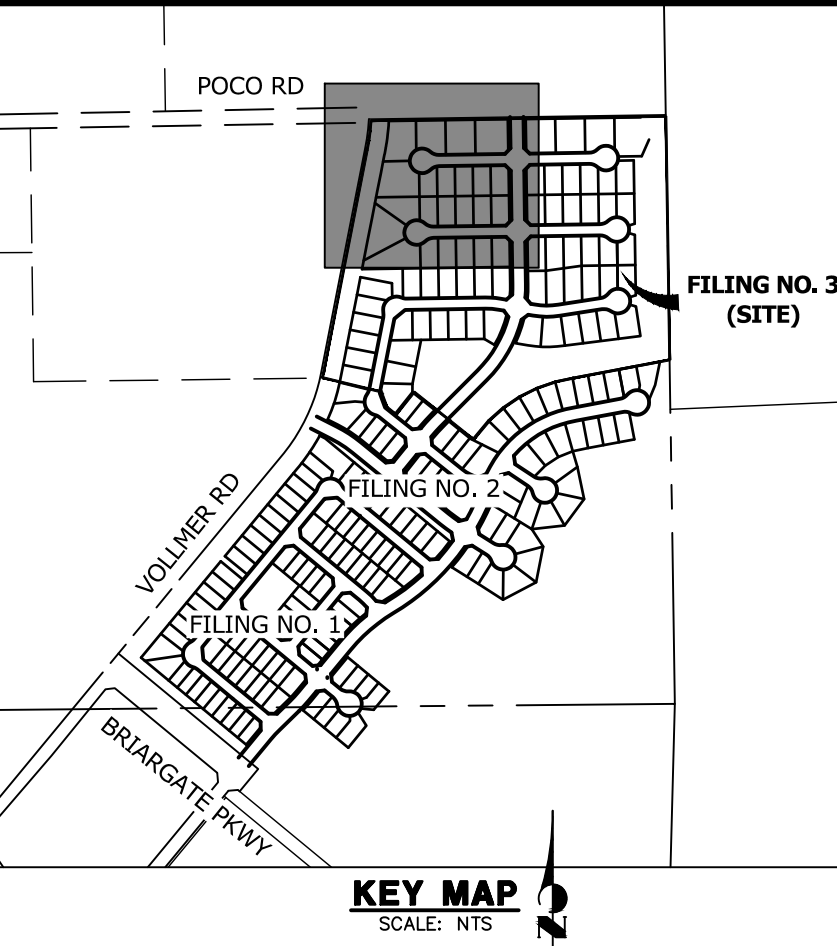 POCO RD
FILING NO. 3
(SITE)
FILING NO. 2
VOLLMER RD
FILING NO. 1
BRIARGATE PKWY
KEY MAP
SCALE: NTS
N